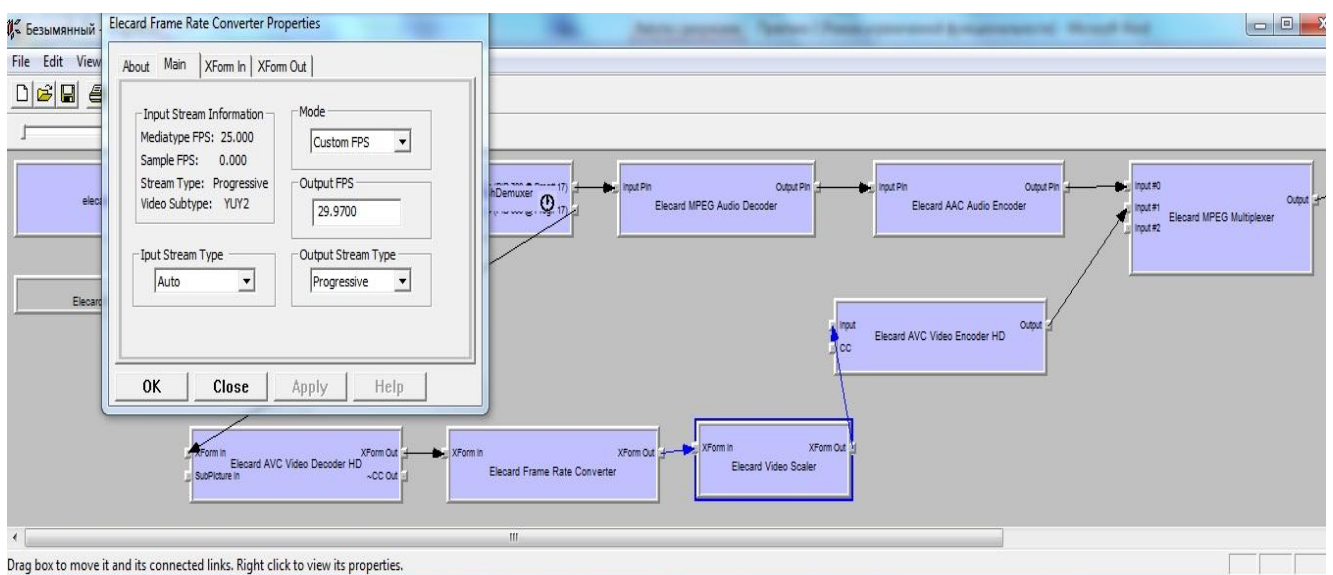 Безымянный -
Elecard Frame Rate Converter Properties
File Edit View
About Main XForm In XForm Out
Input Stream Information
Mediatype FPS: 25.000
Sample FPS: 0.000
Stream Type: Progressive
Video Subtype: YUY2
Mode
Custom FPS
Output FPS
29.9700
Iput Stream Type
Auto
Output Stream Type
Progressive
OK Close Apply Help
elec
hDemuxer
Input Pin Output Pin
Elecard MPEG Audio Decoder
Input Pin Output Pin
Elecard AAC Audio Encoder
Input #0
Input #1
Input #2
Output
Elecard MPEG Multiplexer
Elecard
Input Output
CC
Elecard AVC Video Encoder HD
XForm In XForm Out
Elecard AVC Video Decoder HD
SubPicture In ~CC Out
XForm In XForm Out
Elecard Frame Rate Converter
XForm In XForm Out
Elecard Video Scaler
Drag box to move it and its connected links. Right click to view its properties.